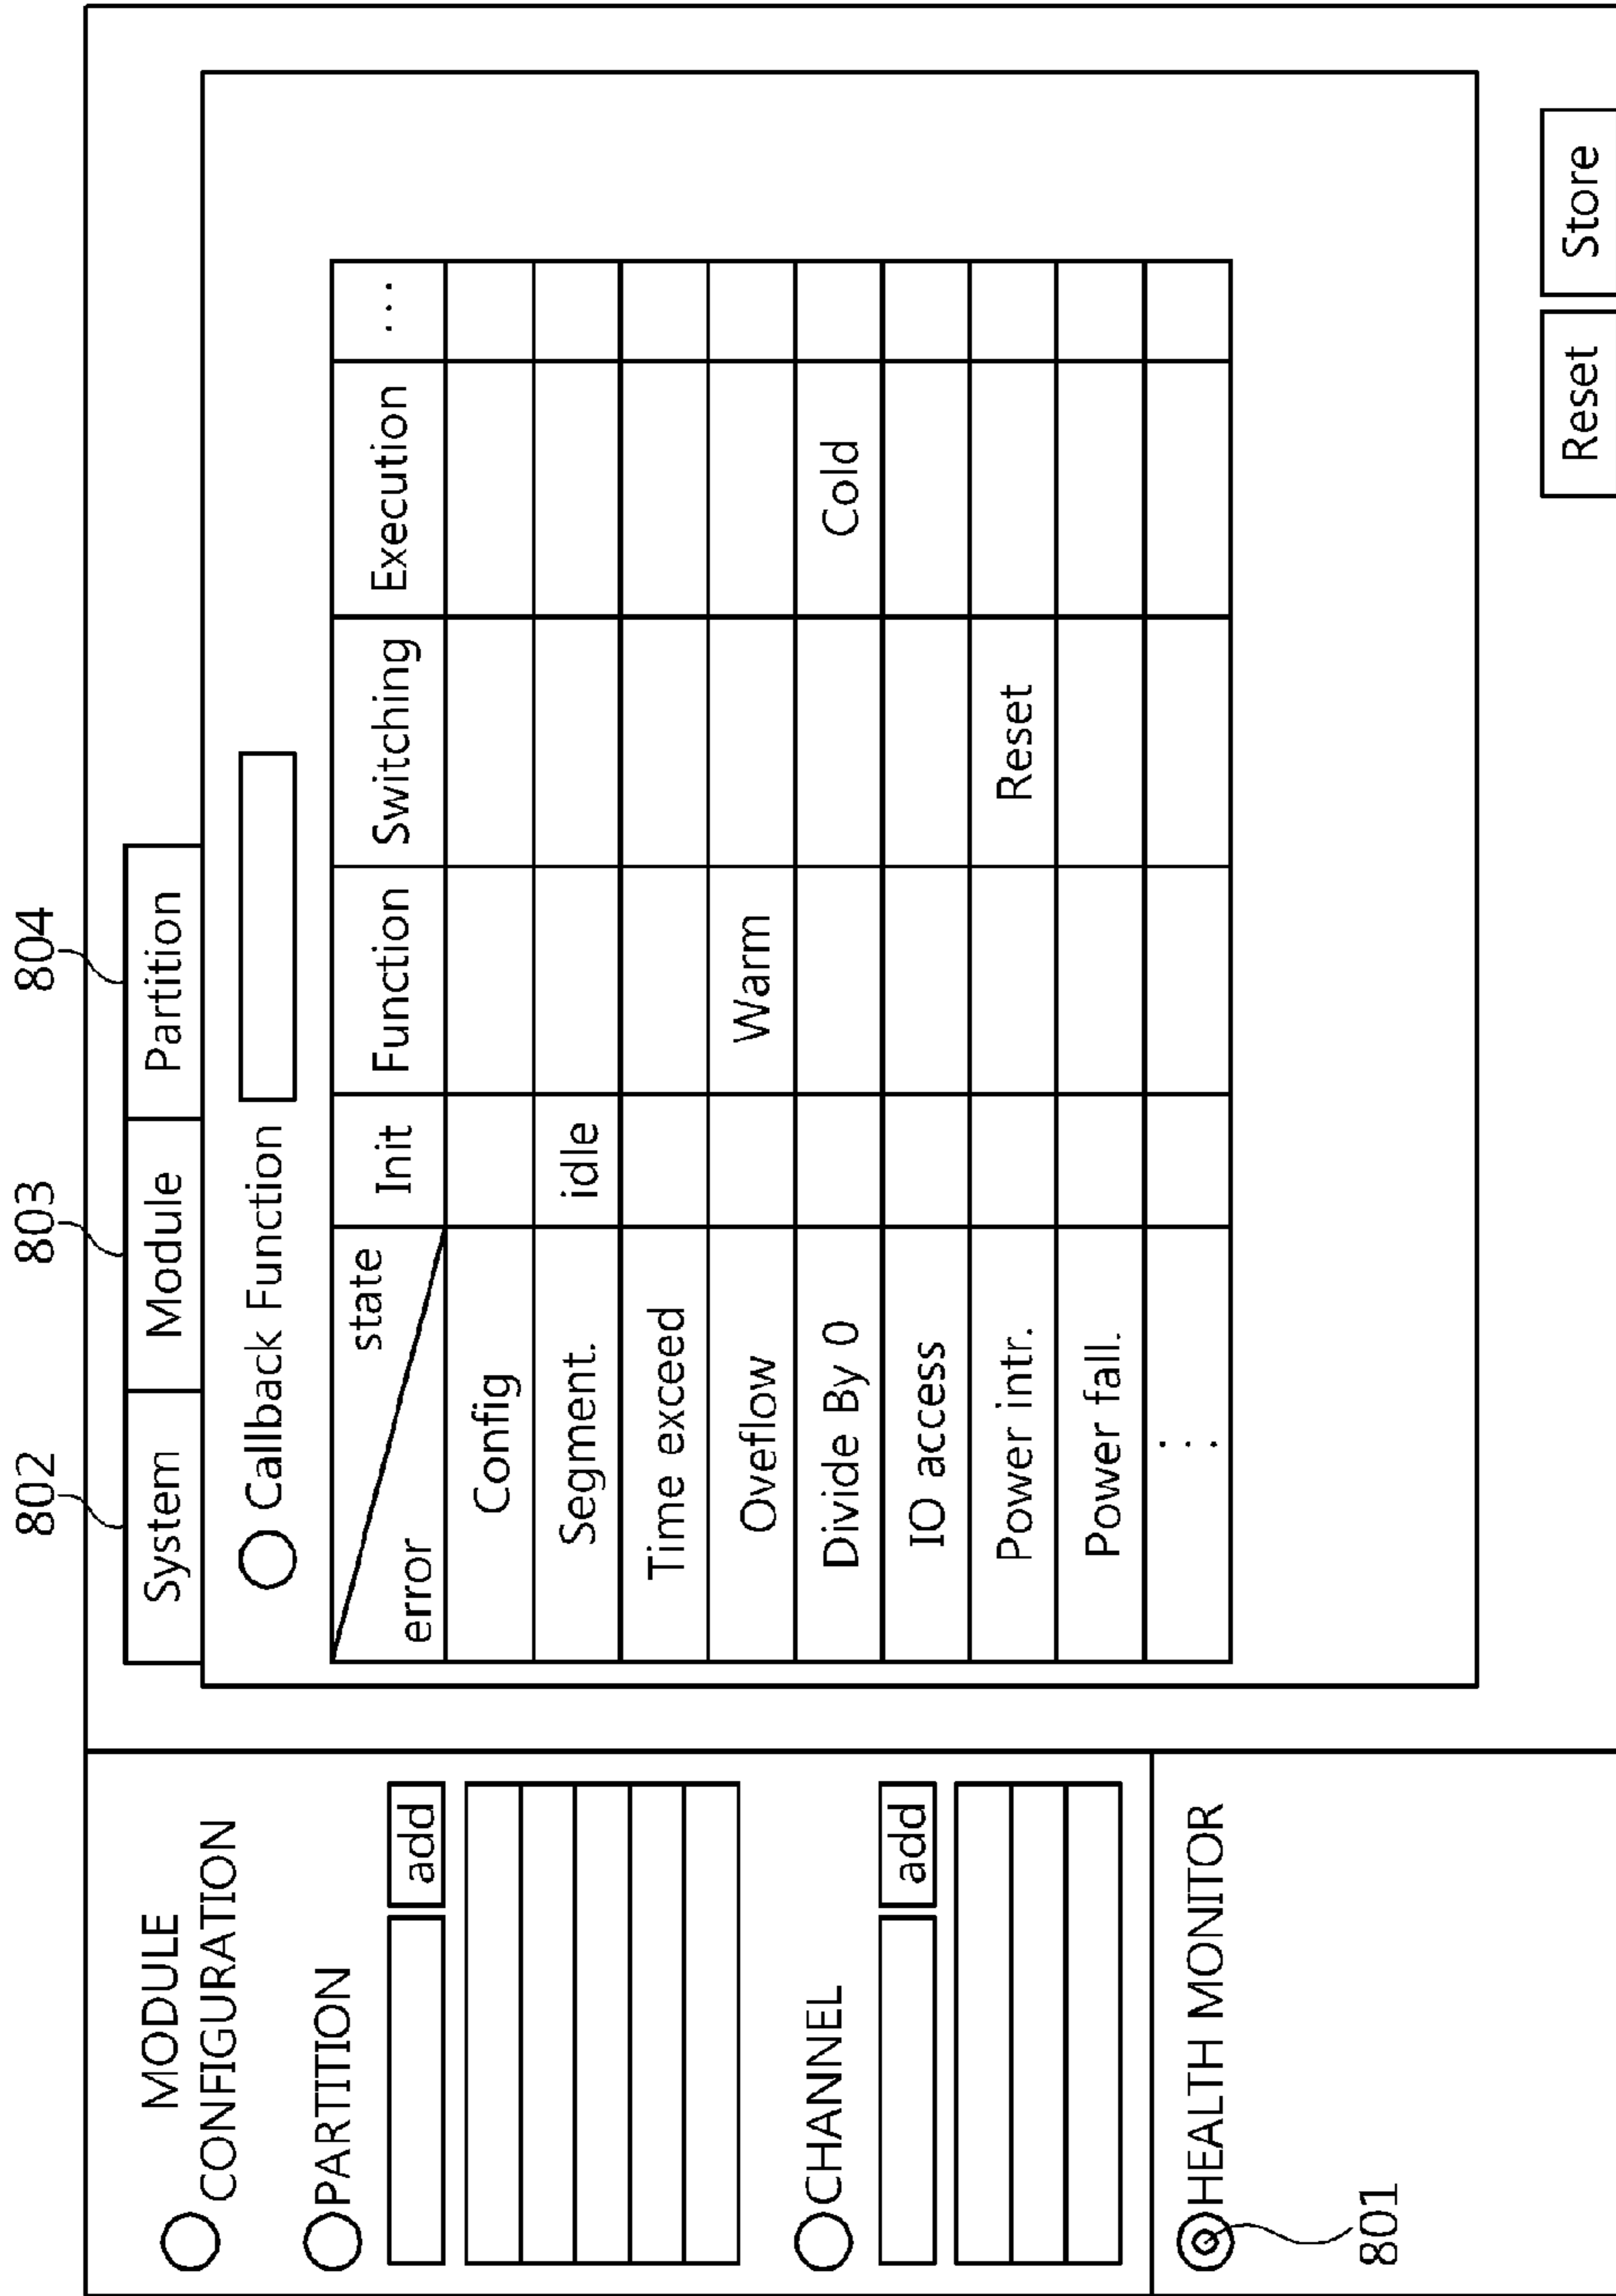 802 803 804
MODULE
CONFIGURATION
PARTITION
add
CHANNEL
add
HEALTH MONITOR
801
System Module Partition
Callback Function
error state Init Function Switching Execution ...
Config
Segment. idle
Time exceed
Oveflow Warm
Divide By 0 Cold
IO access
Power intr. Reset
Power fall.
...
Reset Store